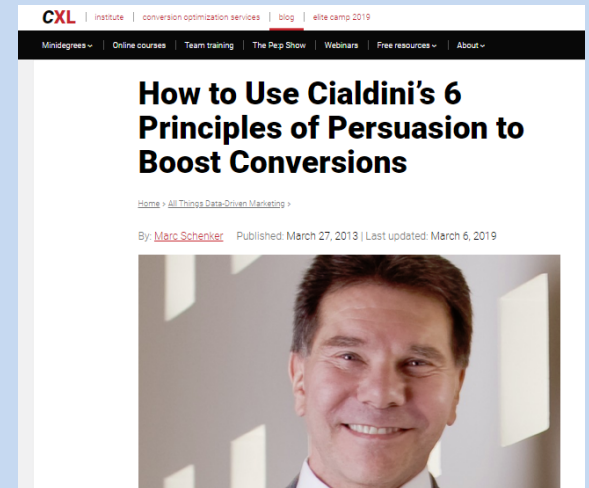 CXL | institute | conversion optimization services | blog | elite camp 2019
Minidegrees | Online courses | Team training | The Pe:p Show | Webinars | Free resources | About
How to Use Cialdini's 6
Principles of Persuasion to
Boost Conversions
Home > All Things Data-Driven Marketing >
By: Marc Schenker Published: March 27, 2013 | Last updated: March 6, 2019